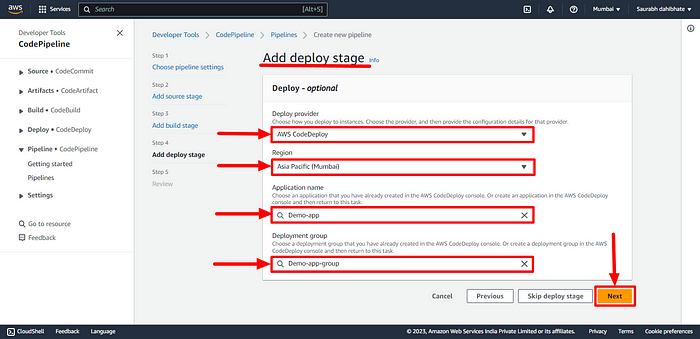 aws
Services
Search
[Alt+S]
Mumbai
Saurabh dahibhate
Developer Tools
CodePipeline
Source • CodeCommit
Artifacts • CodeArtifact
Build • CodeBuild
Deploy • CodeDeploy
Pipeline • CodePipeline
Getting started
Pipelines
Settings
Go to resource
Feedback
Developer Tools > CodePipeline > Pipelines > Create new pipeline
Step 1
Choose pipeline settings
Step 2
Add source stage
Step 3
Add build stage
Step 4
Add deploy stage
Step 5
Review
Add deploy stage Info
Deploy - optional
Deploy provider
Choose how you deploy to instances. Choose the provider, and then provide the configuration details for that provider.
AWS CodeDeploy
Region
Asia Pacific (Mumbai)
Application name
Choose an application that you have already created in the AWS CodeDeploy console. Or create an application in the AWS CodeDeploy
console and then return to this task.
Demo-app
Deployment group
Choose a deployment group that you have already created in the AWS CodeDeploy console. Or create a deployment group in the AWS
CodeDeploy console and then return to this task.
Demo-app-group
Cancel
Previous
Skip deploy stage
Next
CloudShell
Feedback
Language
© 2023, Amazon Web Services India Private Limited or its affiliates.
Privacy
Terms
Cookie preferences